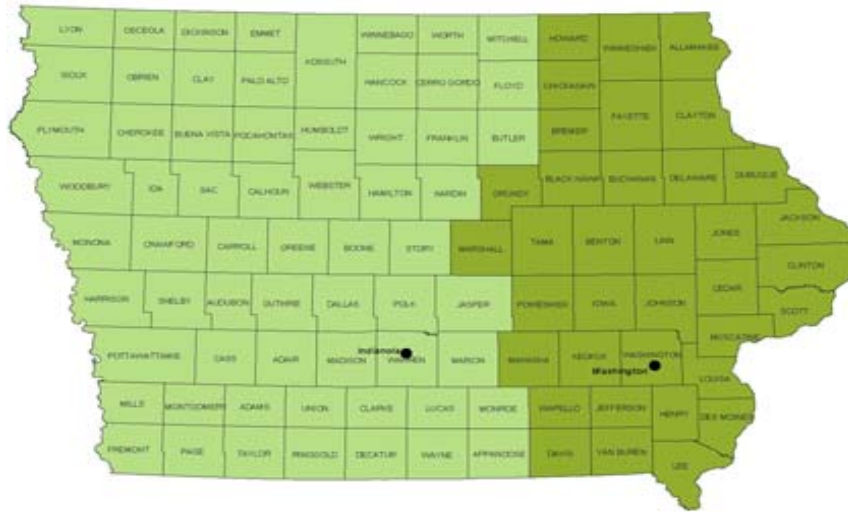 LYON OSCEOLA DICKINSON EMMET WINNEBAGO WORTH MITCHELL HOWARD WINNESHIEK ALLAMAKEE
KOSSUTH
SIOUX OBRIEN CLAY PALO ALTO HANCOCK CERRO GORDO FLOYD CHICKASAW
FAYETTE CLAYTON
PLYMOUTH CHEROKEE BUENA VISTA POCAHONTAS HUMBOLDT WRIGHT FRANKLIN BUTLER BREMER
WOODBURY IDA SAC CALHOUN WEBSTER HAMILTON HARDIN GRUNDY BLACK HAWK BUCHANAN DELAWARE DUBUQUE
MONONA CRAWFORD CARROLL GREENE BOONE STORY MARSHALL TAMA BENTON LINN JONES JACKSON
CLINTON
HARRISON SHELBY AUDUBON GUTHRIE DALLAS POLK JASPER POWESHIEK IOWA JOHNSON CEDAR SCOTT
MUSCATINE
POTTAWATTAMIE CASS ADAIR MADISON Indianola WARREN MARION MAHASKA KEOKUK WASHINGTON
Washington LOUISA
MILLS MONTGOMERY ADAMS UNION CLARKE LUCAS MONROE WAPELLO JEFFERSON HENRY DES MOINES
FREMONT PAGE TAYLOR RINGGOLD DECATUR WAYNE APPANOOSE DAVIS VAN BUREN LEE